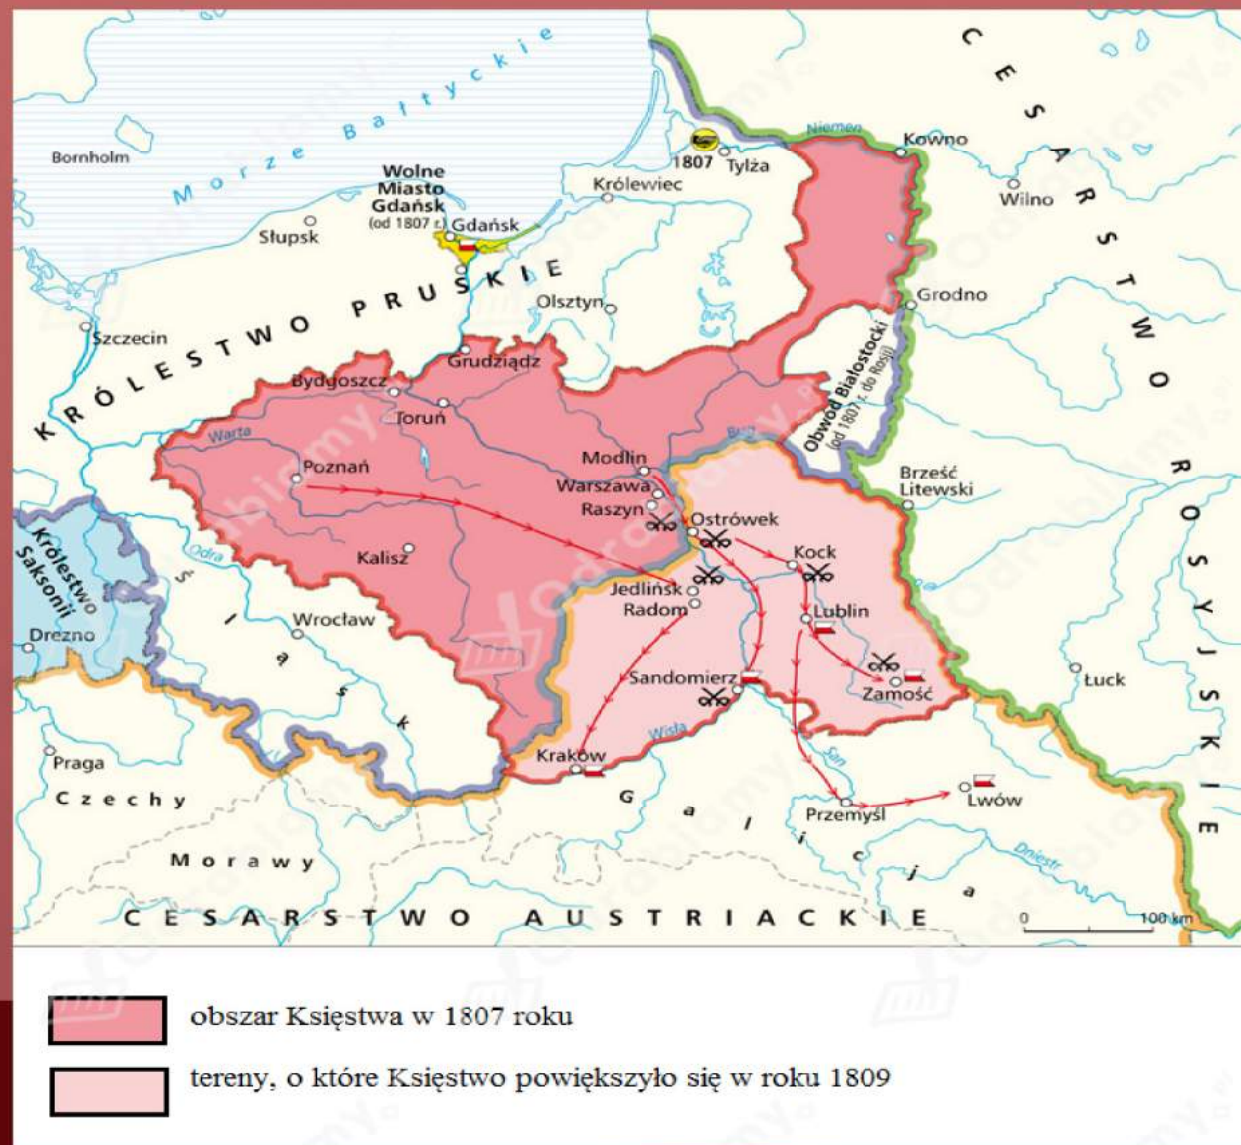 Morze Bałtyckie
Bornholm
Wolne
Miasto
Gdańsk
(od 1807 r.)
Gdańsk
Słupsk
Szczecin
KRÓLESTWO PRUSKIE
Królewiec
1807
Tylża
Niemen
Kowno
Wilno
CESARSTWO ROSYJSKIE
Olsztyn
Grodno
Grudziądz
Bydgoszcz
Toruń
Obwód Białostocki
(od 1807 r. do Rosji)
Warta
Poznań
Modlin
Bug
Warszawa
Raszyn
Brześć
Litewski
Ostrówek
Kock
Królestwo
Saksonii
Odra
Kalisz
Jedlińsk
Radom
Lublin
Drezno
Śląsk
Wrocław
Sandomierz
Zamość
Łuck
Wisła
Kraków
San
Praga
Czechy
Galicja
Przemyśl
Lwów
Morawy
Dniestr
CESARSTWO AUSTRIACKIE
0 100 km
obszar Księstwa w 1807 roku
tereny, o które Księstwo powiększyło się w roku 1809